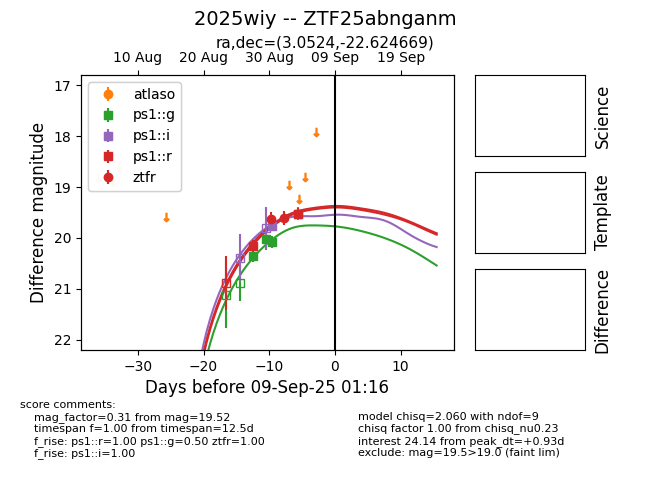 2025wiy -- ZTF25abnganm
ra,dec=(3.0524,-22.624669)
10 Aug 20 Aug 30 Aug 09 Sep 19 Sep
atlaso
ps1::g
ps1::i
ps1::r
ztfr
17
18
19
20
21
22
Difference magnitude
−30 −20 −10 0 10
Days before 09-Sep-25 01:16
Science
Template
Difference
score comments:
mag_factor=0.31 from mag=19.52
timespan f=1.00 from timespan=12.5d
f_rise: ps1::r=1.00 ps1::g=0.50 ztfr=1.00
f_rise: ps1::i=1.00
model chisq=2.060 with ndof=9
chisq factor 1.00 from chisq_nu0.23
interest 24.14 from peak_dt=+0.93d
exclude: mag=19.5>19.0 (faint lim)